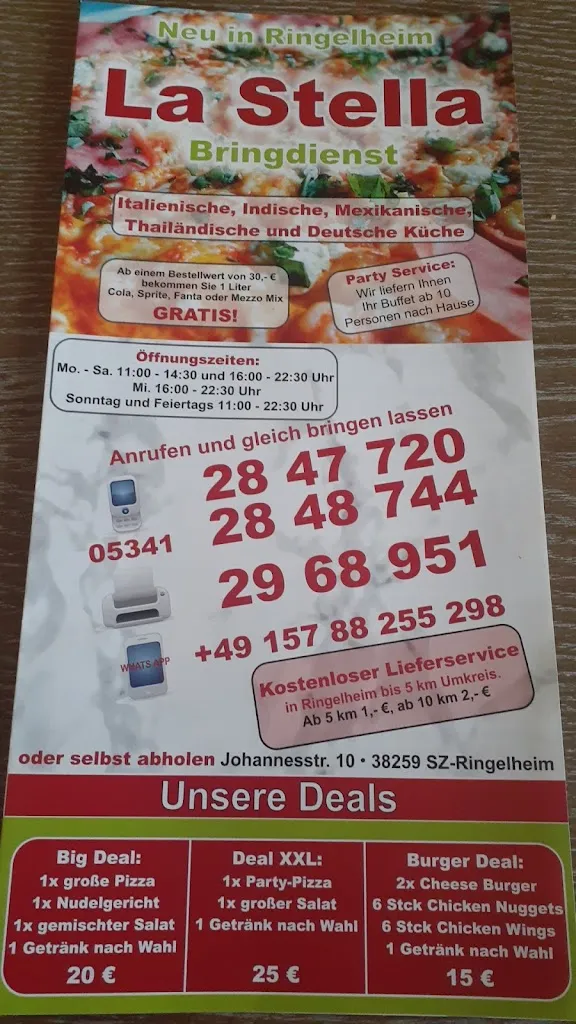 Neu in Ringelheim
La Stella
Bringdienst
Italienische, Indische, Mexikanische,
Thailändische und Deutsche Küche
Ab einem Bestellwert von 30,- €
bekommen Sie 1 Liter
Cola, Sprite, Fanta oder Mezzo Mix
GRATIS!
Party Service:
Wir liefern Ihnen
Ihr Buffet ab 10
Personen nach Hause
Öffnungszeiten:
Mo. - Sa. 11:00 - 14:30 und 16:00 - 22:30 Uhr
Mi. 16:00 - 22:30 Uhr
Sonntag und Feiertags 11:00 - 22:30 Uhr
Anrufen und gleich bringen lassen
28 47 720
28 48 744
05341
29 68 951
WHATS APP
+49 157 88 255 298
Kostenloser Lieferservice
in Ringelheim bis 5 km Umkreis.
Ab 5 km 1,- €, ab 10 km 2,- €
oder selbst abholen Johannesstr. 10 • 38259 SZ-Ringelheim
Unsere Deals
Big Deal:
1x große Pizza
1x Nudelgericht
1x gemischter Salat
1 Getränk nach Wahl
20 €
Deal XXL:
1x Party-Pizza
1x großer Salat
1 Getränk nach Wahl
25 €
Burger Deal:
2x Cheese Burger
6 Stck Chicken Nuggets
6 Stck Chicken Wings
1 Getränk nach Wahl
15 €